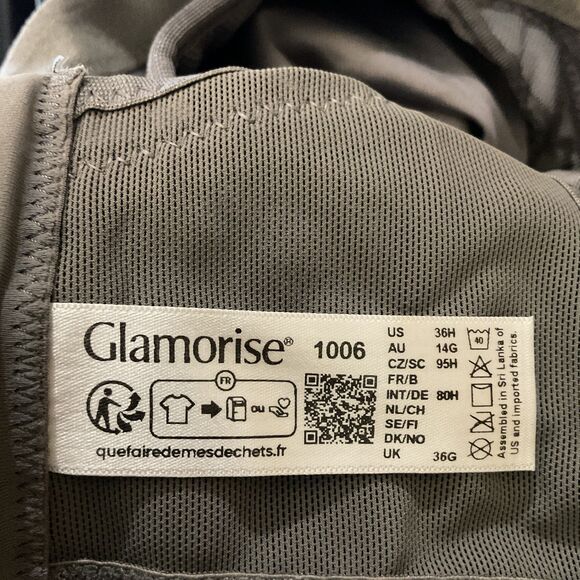 Glamorise® 1006
FR
ou
quefairedemesdechets.fr
US 36H
AU 14G
CZ/SC 95H
FR/B
INT/DE 80H
NL/CH
SE/FI
DK/NO
UK 36G
40
Assembled in Sri Lanka of
US and imported fabrics.